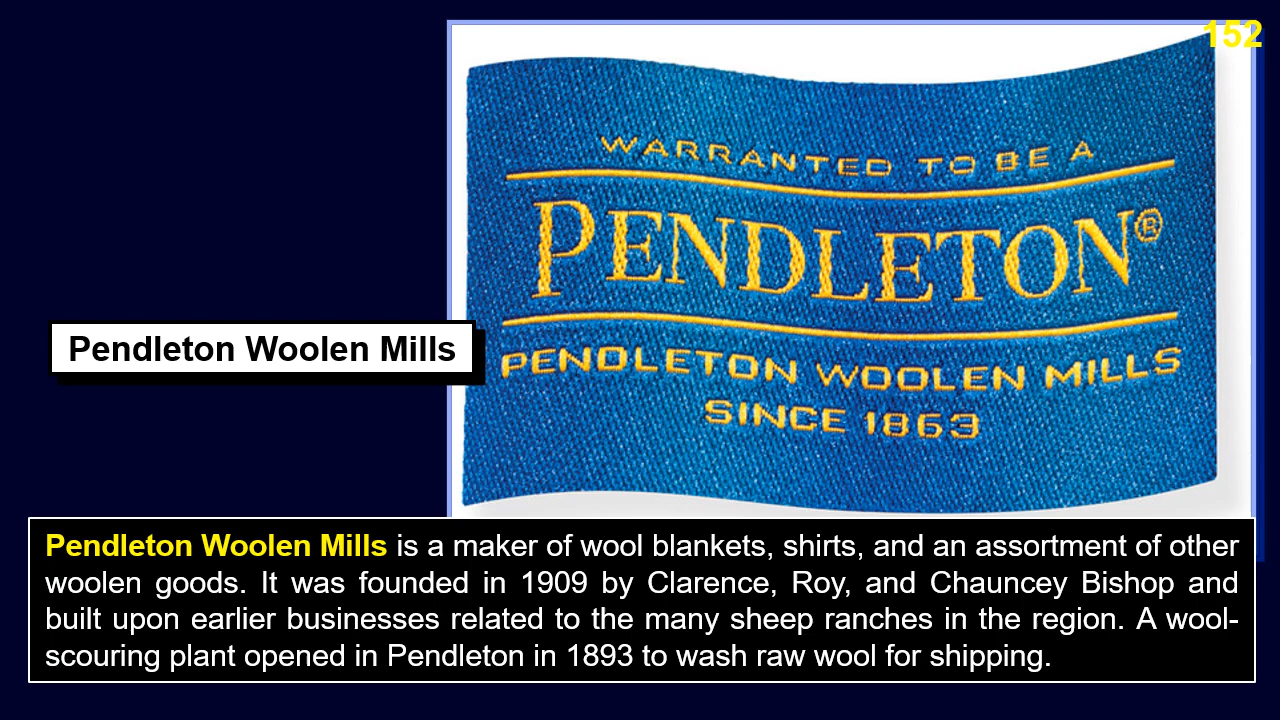 152
WARRANTED TO BE A
PENDLETON®
PENDLETON WOOLEN MILLS
SINCE 1863
Pendleton Woolen Mills
Pendleton Woolen Mills is a maker of wool blankets, shirts, and an assortment of other
woolen goods. It was founded in 1909 by Clarence, Roy, and Chauncey Bishop and
built upon earlier businesses related to the many sheep ranches in the region. A wool-
scouring plant opened in Pendleton in 1893 to wash raw wool for shipping.